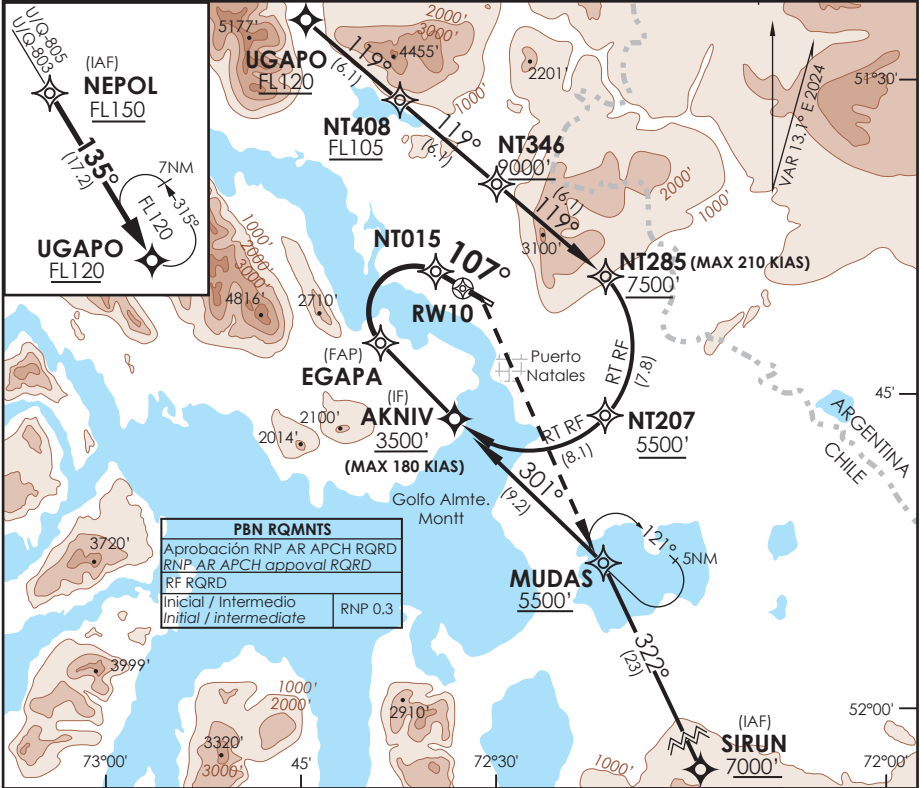 U/Q-805
U/Q-803
(IAF)
NEPOL
FL150
135°
(17.2)
7NM
FL120
315°
UGAPO
FL120
5177'
2000'
3000'
4455'
UGAPO
FL120
119°
(6.1)
1000'
2201'
NT408
FL105
119°
(6.1)
NT346
9000'
(6.1)
119°
2000'
1000'
3100'
VAR 13.1° E 2024
51°30'
NT015
107°
RW10
NT285 (MAX 210 KIAS)
7500'
1000'
2000'
3000'
4816'
2710'
(FAP)
EGAPA
Puerto
Natales
RT RF
(7.8)
45'
(IF)
AKNIV
3500'
(MAX 180 KIAS)
2100'
2014'
RT RF
(8.1)
NT207
5500'
ARGENTINA
CHILE
301°
(9.2)
Golfo Almte.
Montt
PBN RQMNTS
Aprobación RNP AR APCH RQRD
RNP AR APCH appoval RQRD
RF RQRD
Inicial / Intermedio
Initial / intermediate
RNP 0.3
3720'
121°
5NM
MUDAS
5500'
322°
(23)
3999'
1000'
2000'
3320'
3000'
2910'
52°00'
(IAF)
SIRUN
7000'
73°00'
45'
72°30'
72°00'